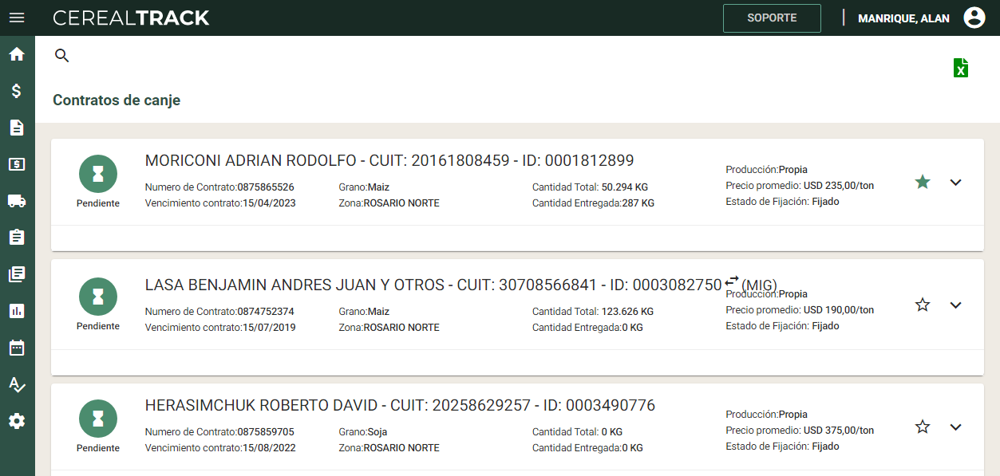 CEREALTRACK
SOPORTE
MANRIQUE, ALAN
Contratos de canje
MORICONI ADRIAN RODOLFO - CUIT: 20161808459 - ID: 0001812899
Numero de Contrato:0875865526
Grano:Maiz
Cantidad Total: 50.294 KG
Producción:Propia
Precio promedio: USD 235,00/ton
Pendiente
Vencimiento contrato:15/04/2023
Zona:ROSARIO NORTE
Cantidad Entregada:287 KG
Estado de Fijación: Fijado
LASA BENJAMIN ANDRES JUAN Y OTROS - CUIT: 30708566841 - ID: 0003082750 (MIG)
Numero de Contrato:0874752374
Grano:Maiz
Cantidad Total: 123.626 KG
Producción:Propia
Precio promedio: USD 190,00/ton
Pendiente
Vencimiento contrato:15/07/2019
Zona:ROSARIO NORTE
Cantidad Entregada:0 KG
Estado de Fijación: Fijado
HERASIMCHUK ROBERTO DAVID - CUIT: 20258629257 - ID: 0003490776
Numero de Contrato:0875859705
Grano:Soja
Cantidad Total: 0 KG
Producción:Propia
Precio promedio: USD 375,00/ton
Pendiente
Vencimiento contrato:15/08/2022
Zona:ROSARIO NORTE
Cantidad Entregada:0 KG
Estado de Fijación: Fijado